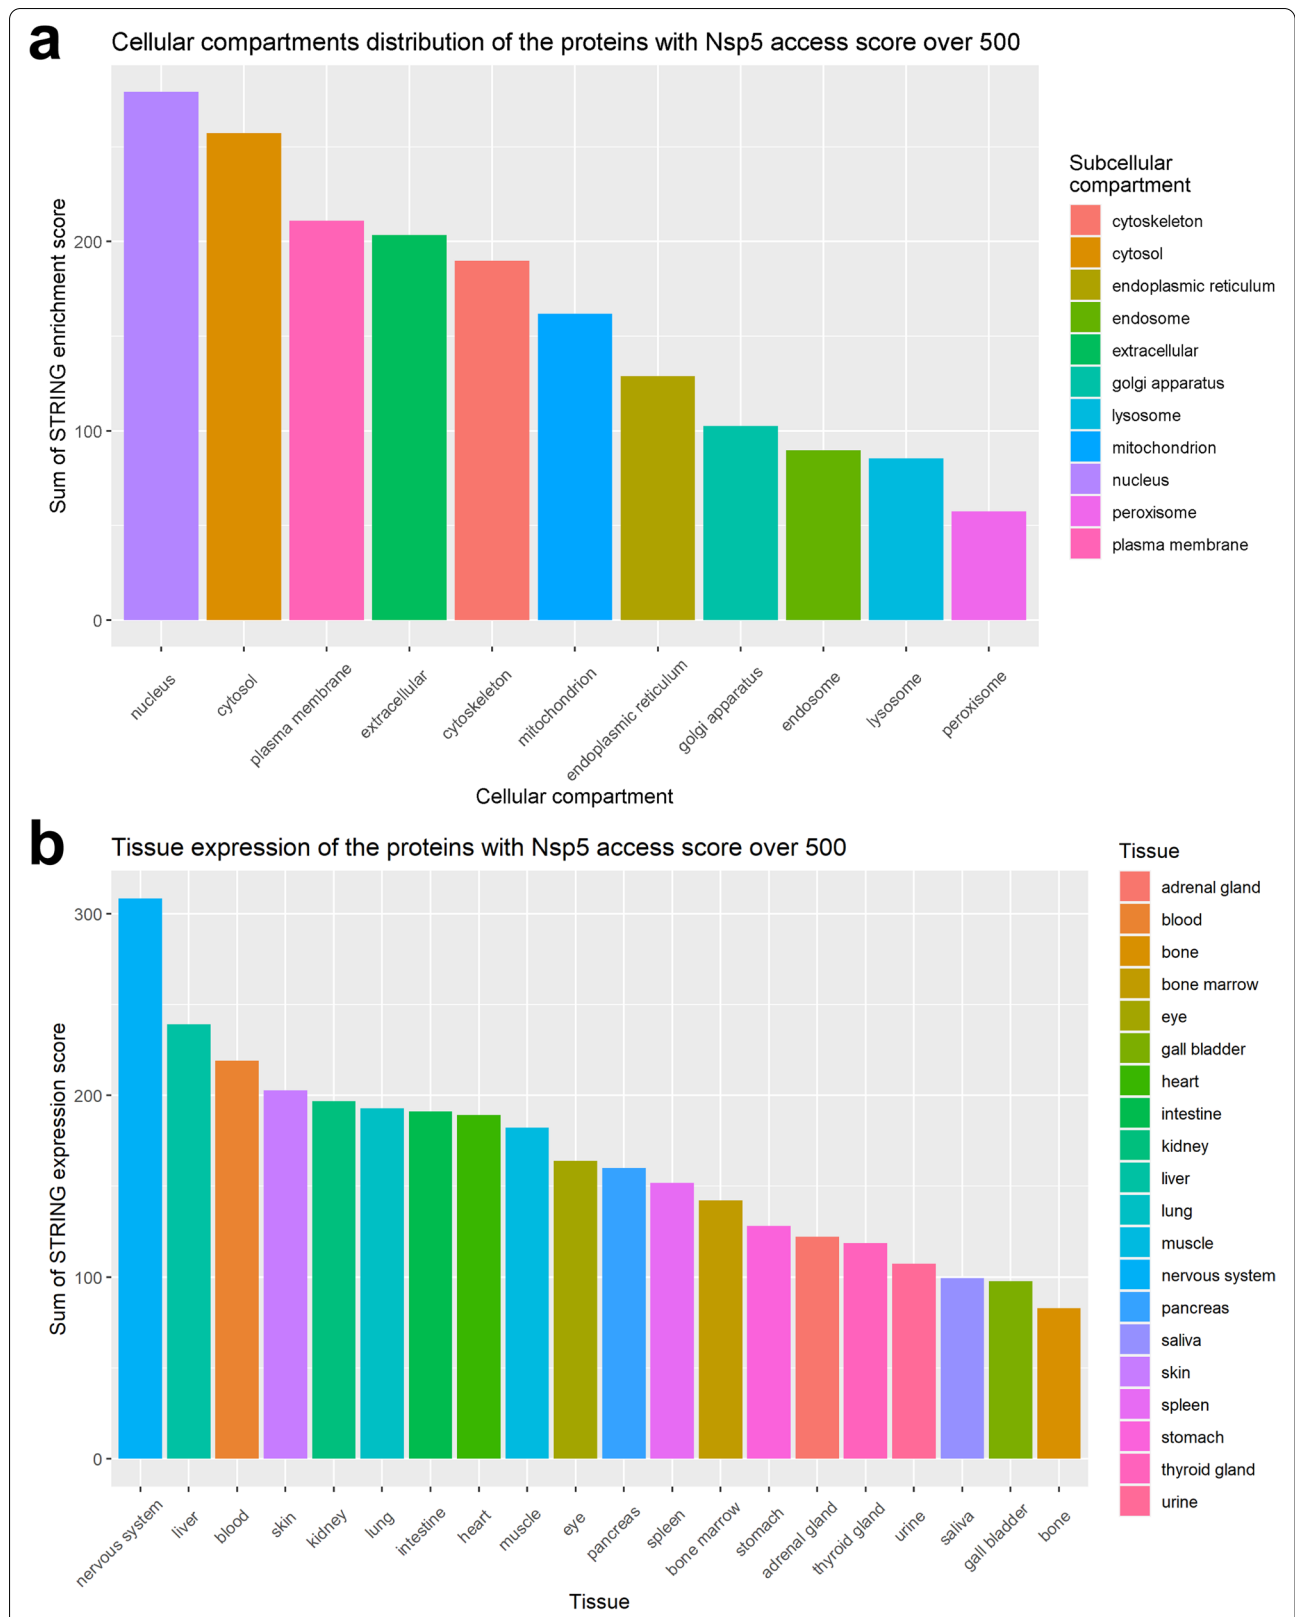 a
Cellular compartments distribution of the proteins with Nsp5 access score over 500
Sum of STRING enrichment score
200
100
0
nucleus
cytosol
plasma membrane
extracellular
cytoskeleton
mitochondrion
endoplasmic reticulum
golgi apparatus
endosome
lysosome
peroxisome
Cellular compartment
Subcellular
compartment
cytoskeleton
cytosol
endoplasmic reticulum
endosome
extracellular
golgi apparatus
lysosome
mitochondrion
nucleus
peroxisome
plasma membrane
b
Tissue expression of the proteins with Nsp5 access score over 500
Sum of STRING expression score
300
200
100
0
nervous system
liver
blood
skin
kidney
lung
intestine
heart
muscle
eye
pancreas
spleen
bone marrow
stomach
adrenal gland
thyroid gland
urine
saliva
gall bladder
bone
Tissue
Tissue
adrenal gland
blood
bone
bone marrow
eye
gall bladder
heart
intestine
kidney
liver
lung
muscle
nervous system
pancreas
saliva
skin
spleen
stomach
thyroid gland
urine